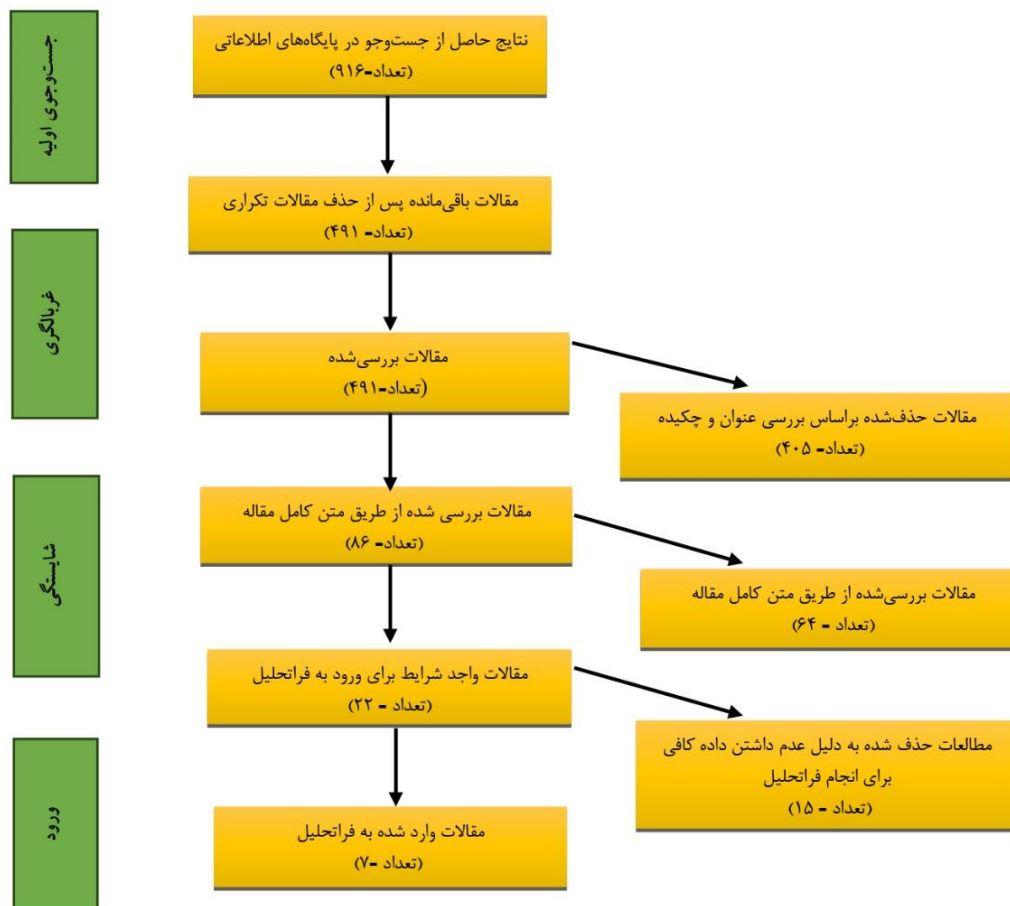 جست‌وجوی اولیه
نتایج حاصل از جست‌وجو در پایگاه‌های اطلاعاتی
(تعداد-۹۱۶)
مقالات باقی‌مانده پس از حذف مقالات تکراری
(تعداد- ۴۹۱)
غربالگری
مقالات بررسی‌شده
(تعداد-۴۹۱)
مقالات حذف‌شده براساس بررسی عنوان و چکیده
(تعداد- ۴۰۵)
شایستگی
مقالات بررسی شده از طریق متن کامل مقاله
(تعداد- ۸۶)
مقالات بررسی‌شده از طریق متن کامل مقاله
(تعداد - ۶۴)
مقالات واجد شرایط برای ورود به فراتحلیل
(تعداد - ۲۲)
مطالعات حذف شده به دلیل عدم داشتن داده کافی
برای انجام فراتحلیل
(تعداد - ۱۵)
ورود
مقالات وارد شده به فراتحلیل
(تعداد -۷)